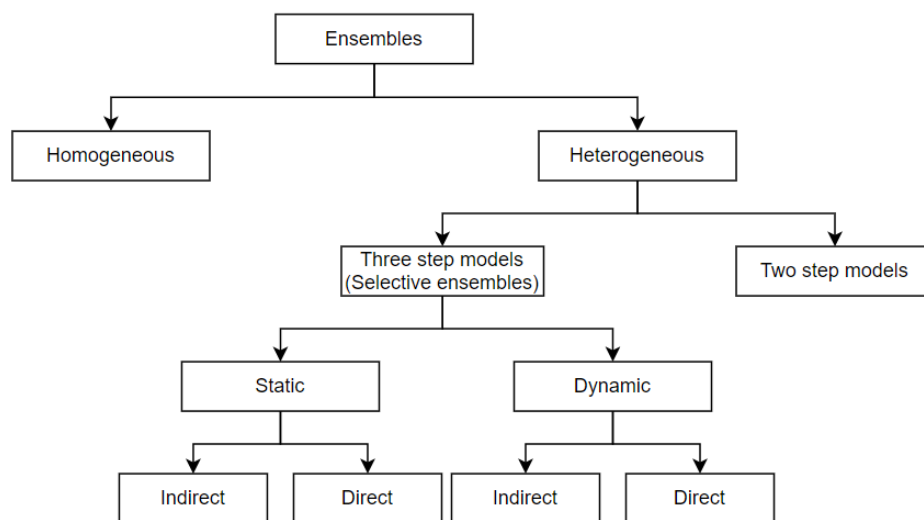 Ensembles
Homogeneous
Heterogeneous
Three step models
(Selective ensembles)
Two step models
Static
Dynamic
Indirect
Direct
Indirect
Direct